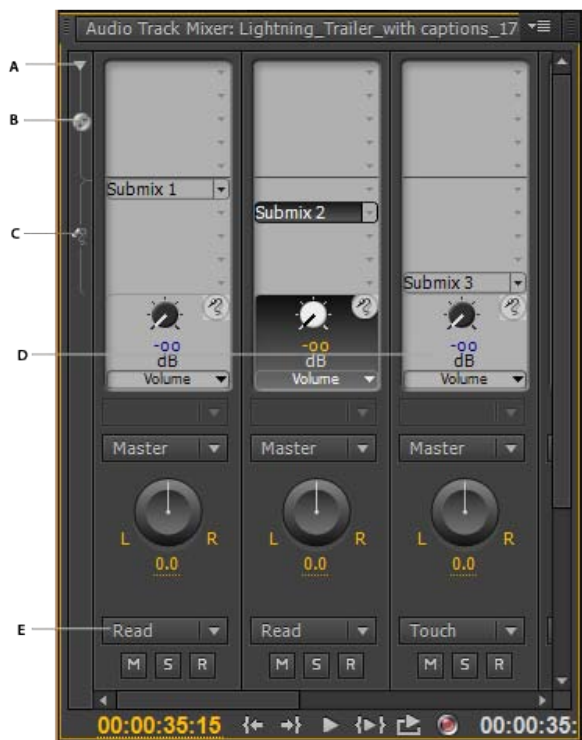 Audio Track Mixer: Lightning_Trailer_with captions_17
A
B
Submix 1
Submix 2
C
Submix 3
-oo -oo -oo
D
dB dB dB
Volume Volume Volume
Master Master Master
L R L R L R
0.0 0.0 0.0
E
Read Read Touch
M S R M S R M S R
00:00:35:15 00:00:35: